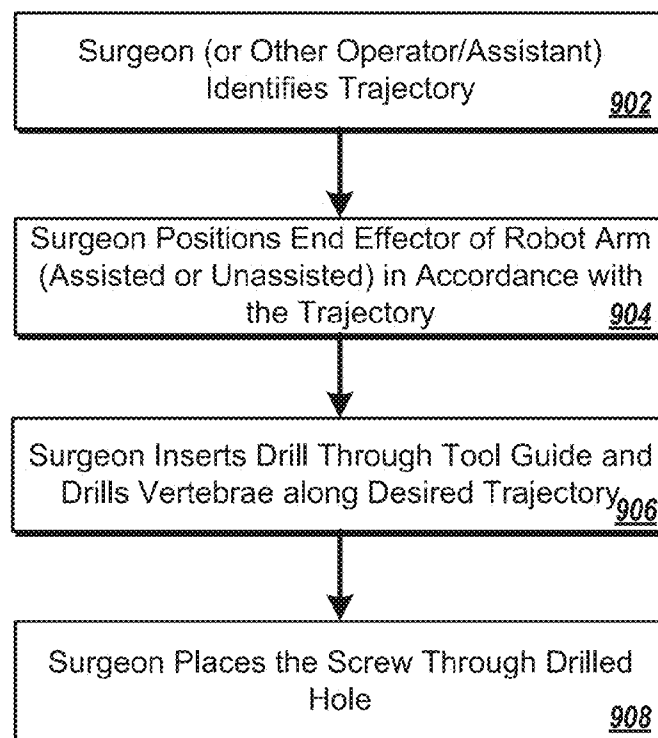 Surgeon (or Other Operator/Assistant)
Identifies Trajectory
902
Surgeon Positions End Effector of Robot Arm
(Assisted or Unassisted) in Accordance with
the Trajectory
904
Surgeon Inserts Drill Through Tool Guide and
Drills Vertebrae along Desired Trajectory
906
Surgeon Places the Screw Through Drilled
Hole
908